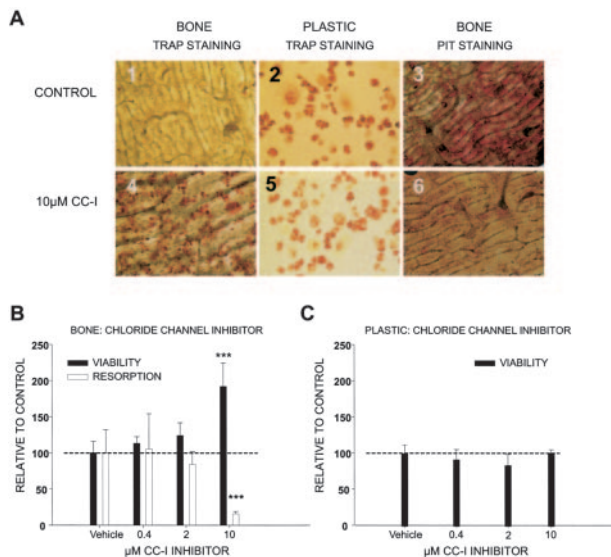 A
BONE
TRAP STAINING
PLASTIC
TRAP STAINING
BONE
PIT STAINING
CONTROL
1
2
3
10µM CC-I
4
5
6
B
BONE: CHLORIDE CHANNEL INHIBITOR
RELATIVE TO CONTROL
250
200
150
100
50
0
VIABILITY
RESORPTION
***
***
Vehicle 0.4 2 10
µM CC-I INHIBITOR
C
PLASTIC: CHLORIDE CHANNEL INHIBITOR
RELATIVE TO CONTROL
250
200
150
100
50
0
VIABILITY
Vehicle 0.4 2 10
µM CC-I INHIBITOR